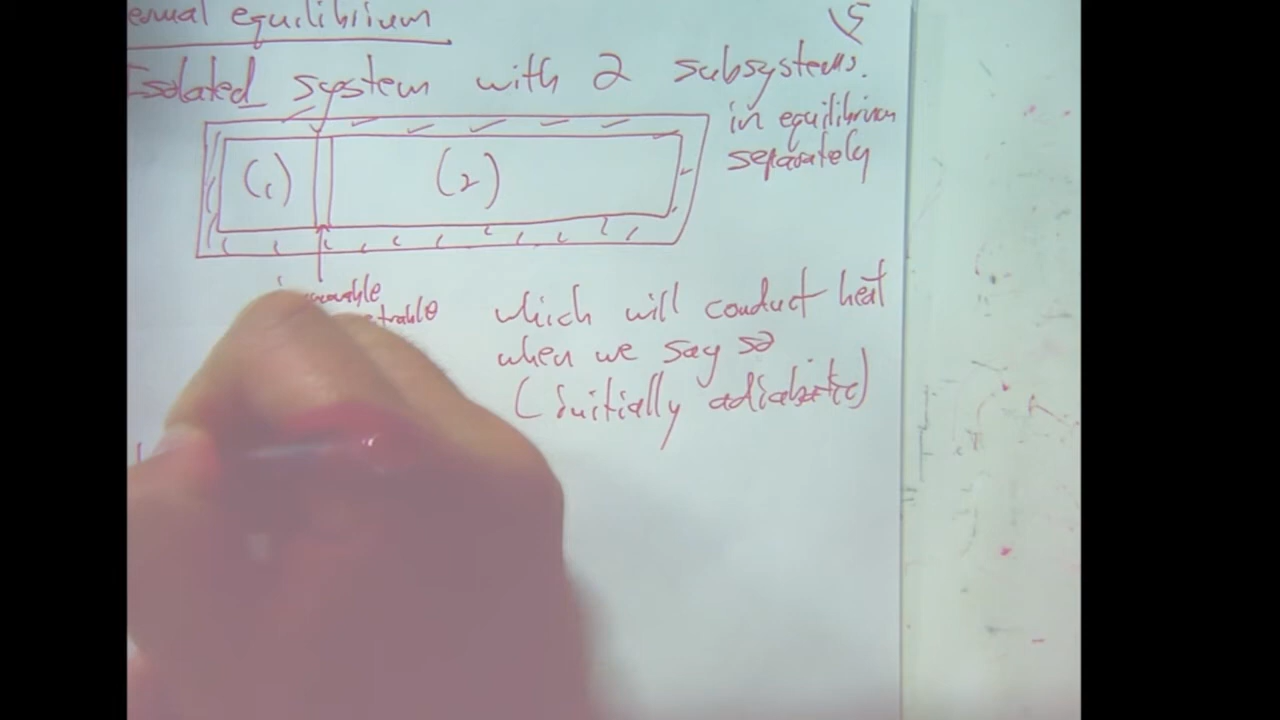 ermal equilibrium
15
Isolated system with 2 subsystems.
in equilibrium
separately
(1)
(2)
which will conduct heat
when we say so
(initially adiabatic)